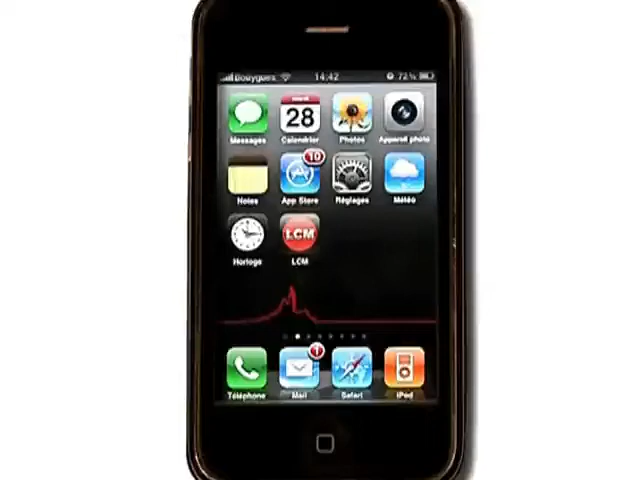 Bouygues 14:42 72 %
28
Messages Calendrier Photos Appareil photo
10
Notes App Store Réglages Météo
LCM
Horloge LCM
1
Téléphone Mail Safari iPod